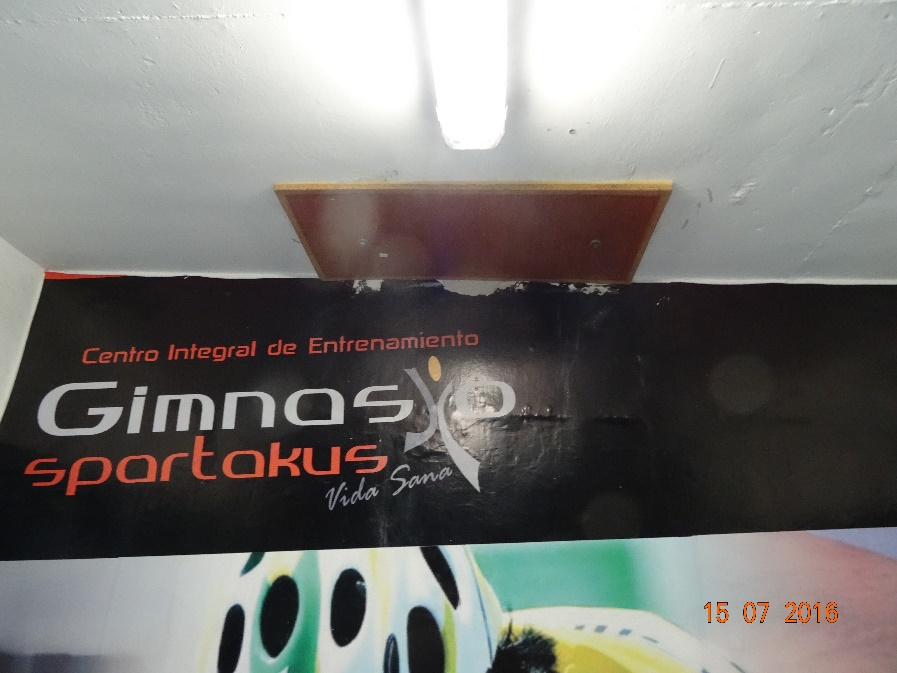 Centro Integral de Entrenamiento
Gimnasio
spartakus
Vida Sana
15 07 2016